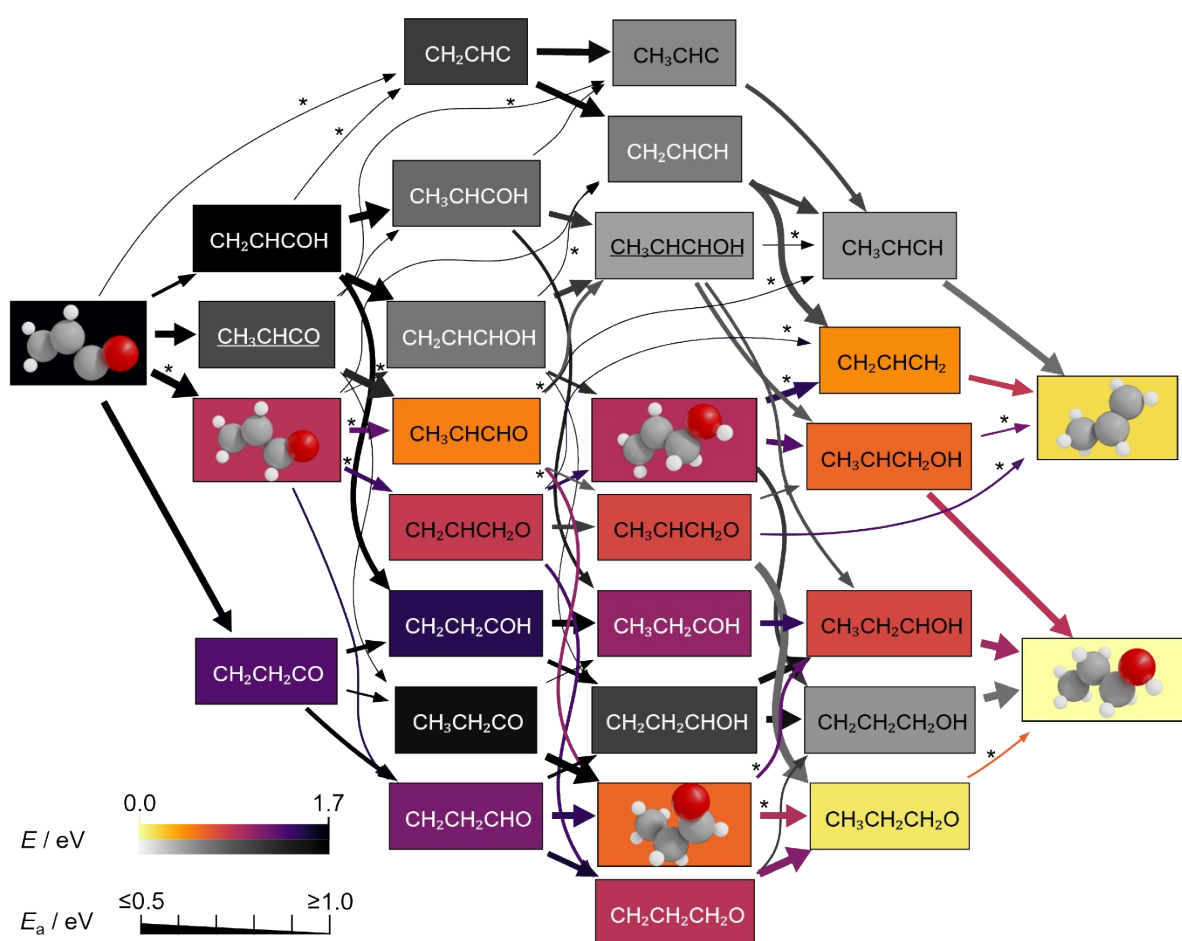 CH₂CHC
CH₃CHC
CH₂CHCH
CH₃CHCOH
CH₂CHCOH
CH₃CHCHOH
CH₃CHCH
CH₃CHCO
CH₂CHCHOH
CH₂CHCH₂
CH₃CHCHO
CH₃CHCH₂OH
CH₂CHCH₂O
CH₃CHCH₂O
CH₂CH₂COH
CH₃CH₂COH
CH₃CH₂CHOH
CH₂CH₂CO
CH₃CH₂CO
CH₂CH₂CHOH
CH₂CH₂CH₂OH
CH₂CH₂CHO
CH₃CH₂CH₂O
CH₂CH₂CH₂O
* * * * * * * * * * * * * * * * * * *
0.0 1.7
E / eV
≤0.5 ≥1.0
Eₐ / eV